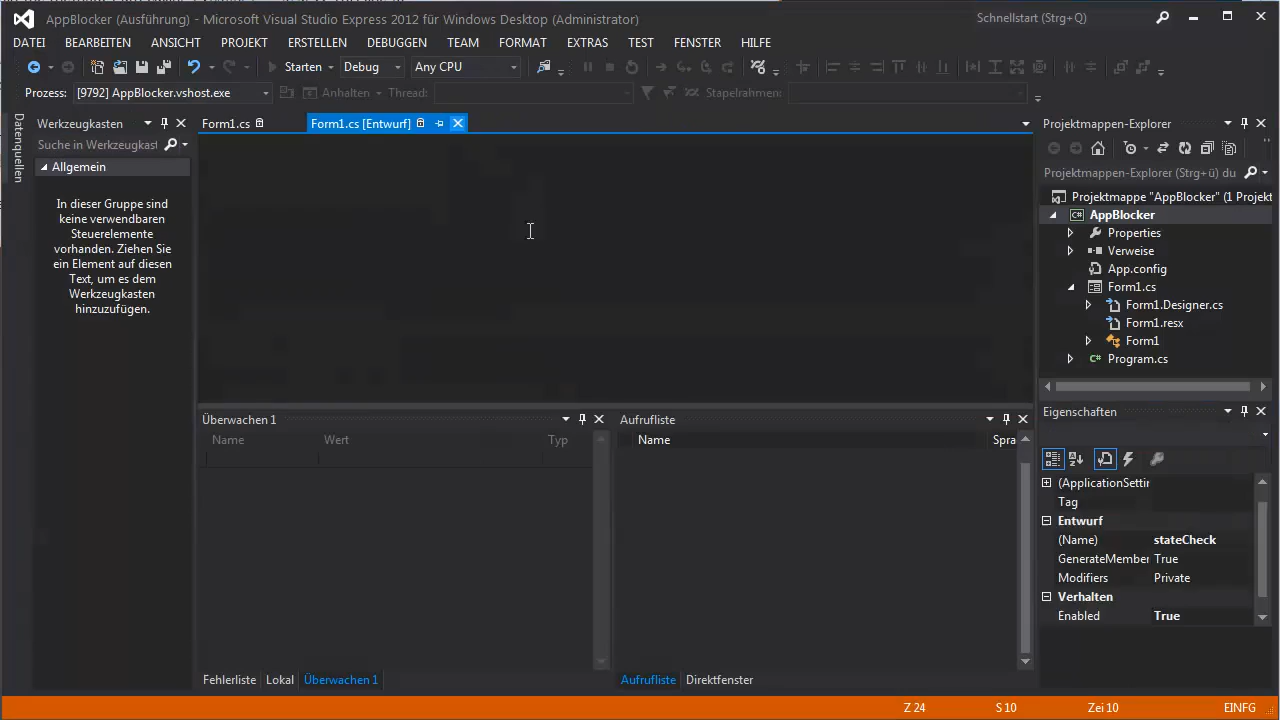 AppBlocker (Ausführung) - Microsoft Visual Studio Express 2012 für Windows Desktop (Administrator)
Schnellstart (Strg+Q)
DATEI BEARBEITEN ANSICHT PROJEKT ERSTELLEN DEBUGGEN TEAM FORMAT EXTRAS TEST FENSTER HILFE
Starten Debug Any CPU
Prozess: [9792] AppBlocker.vshost.exe Anhalten Thread: Stapelrahmen:
Datenquellen
Werkzeugkasten
Suche in Werkzeugkast
Allgemein
In dieser Gruppe sind
keine verwendbaren
Steuerelemente
vorhanden. Ziehen Sie
ein Element auf diesen
Text, um es dem
Werkzeugkasten
hinzuzufügen.
Form1.cs
Form1.cs [Entwurf]
Überwachen 1
Name Wert Typ
Fehlerliste Lokal Überwachen 1
Aufrufliste
Name Spra
Aufrufliste Direktfenster
Projektmappen-Explorer
Projektmappen-Explorer (Strg+ü) du
Projektmappe "AppBlocker" (1 Projekt
AppBlocker
Properties
Verweise
App.config
Form1.cs
Form1.Designer.cs
Form1.resx
Form1
Program.cs
Eigenschaften
(ApplicationSettin
Tag
Entwurf
(Name) stateCheck
GenerateMember True
Modifiers Private
Verhalten
Enabled True
Z 24 S 10 Zei 10 EINFG